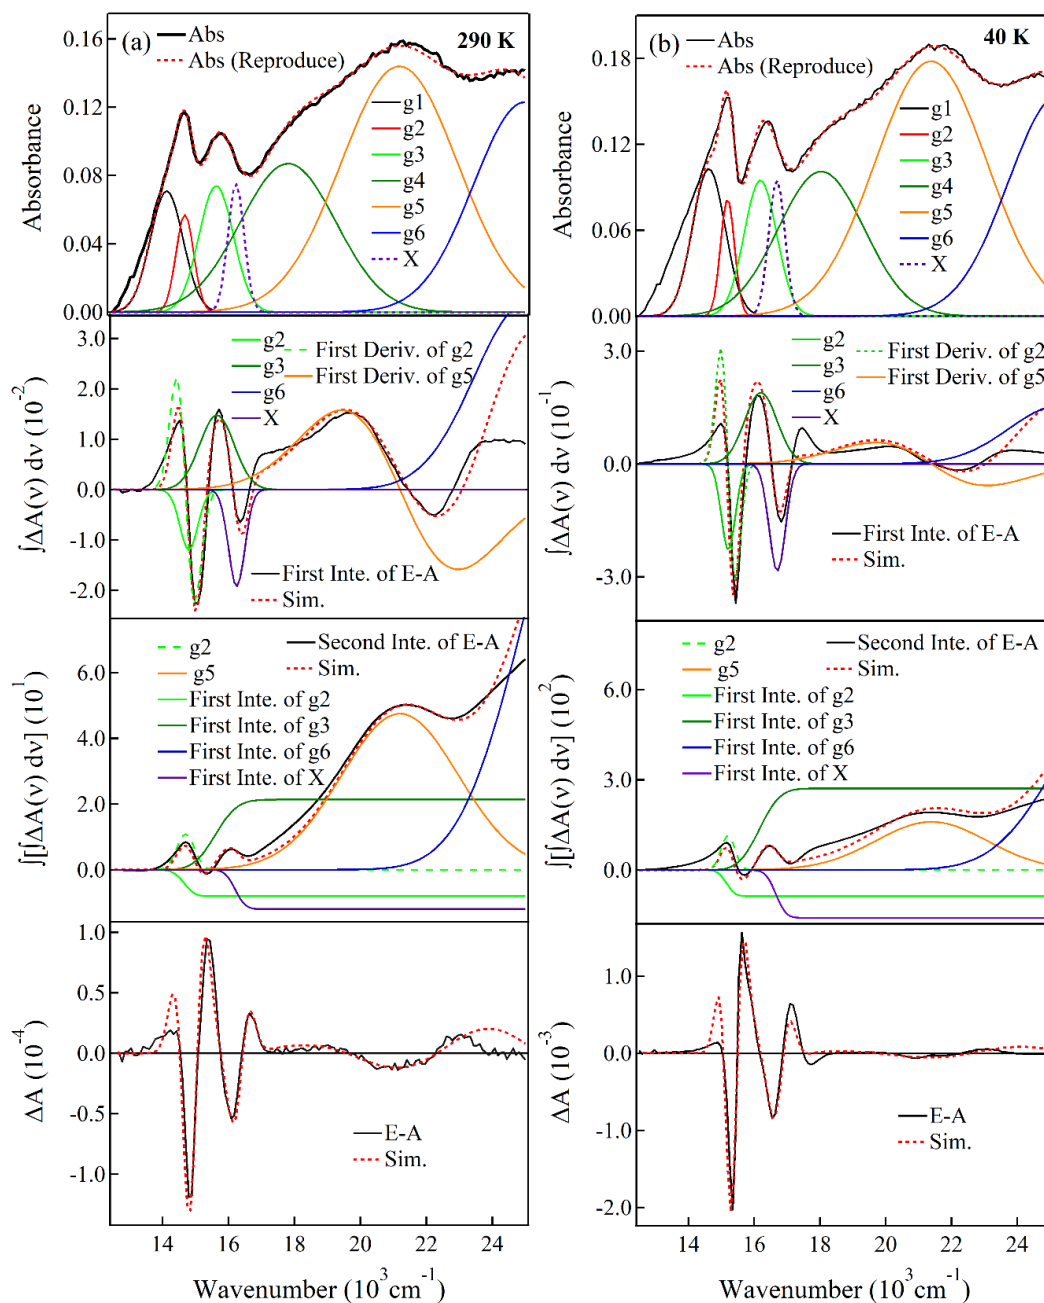 (a)
Abs
Abs (Reproduce)
290 K
g1
g2
g3
g4
g5
g6
X
Absorbance
0.16
0.12
0.08
0.04
0.00
g2
g3
g6
X
First Deriv. of g2
First Deriv. of g5
First Inte. of E-A
Sim.
∫ΔA(ν) dν (10⁻²)
3.0
2.0
1.0
0.0
-1.0
-2.0
g2
g5
First Inte. of g2
First Inte. of g3
First Inte. of g6
First Inte. of X
Second Inte. of E-A
Sim.
∫[∫ΔA(ν) dν] (10¹)
6.0
4.0
2.0
0.0
ΔA (10⁻⁴)
1.0
0.5
0.0
-0.5
-1.0
E-A
Sim.
14 16 18 20 22 24
Wavenumber (10³cm⁻¹)
(b)
Abs
Abs (Reproduce)
40 K
g1
g2
g3
g4
g5
g6
X
Absorbance
0.18
0.12
0.06
0.00
g2
g3
g6
X
First Deriv. of g2
First Deriv. of g5
First Inte. of E-A
Sim.
∫ΔA(ν) dν (10⁻¹)
3.0
0.0
-3.0
g2
g5
First Inte. of g2
First Inte. of g3
First Inte. of g6
First Inte. of X
Second Inte. of E-A
Sim.
∫[∫ΔA(ν) dν] (10²)
6.0
3.0
0.0
ΔA (10⁻³)
1.0
0.0
-1.0
-2.0
E-A
Sim.
14 16 18 20 22 24
Wavenumber (10³cm⁻¹)